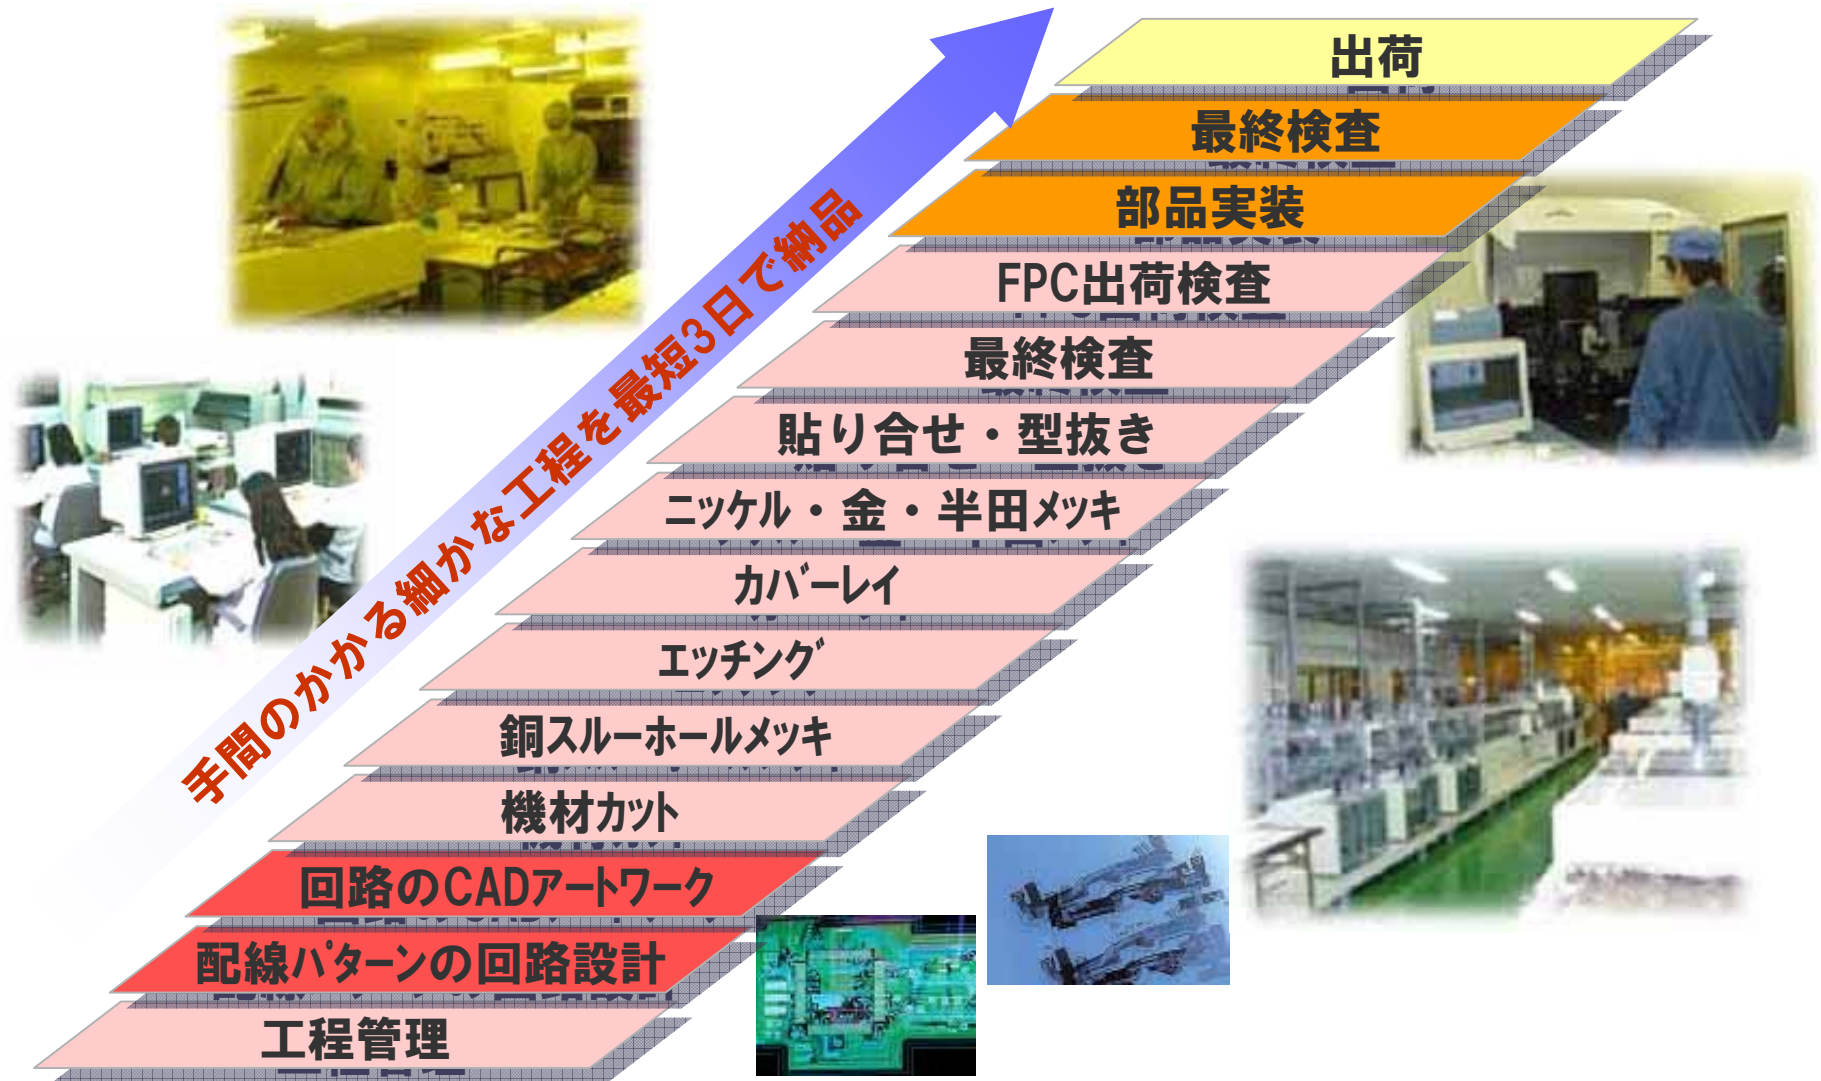 出荷
最終検査
部品実装
FPC出荷検査
最終検査
貼り合せ・型抜き
ニッケル・金・半田メッキ
カバーレイ
エッチング
銅スルーホールメッキ
機材カット
回路のCADアートワーク
配線パターンの回路設計
工程管理
手間のかかる細かな工程を最短3日で納品